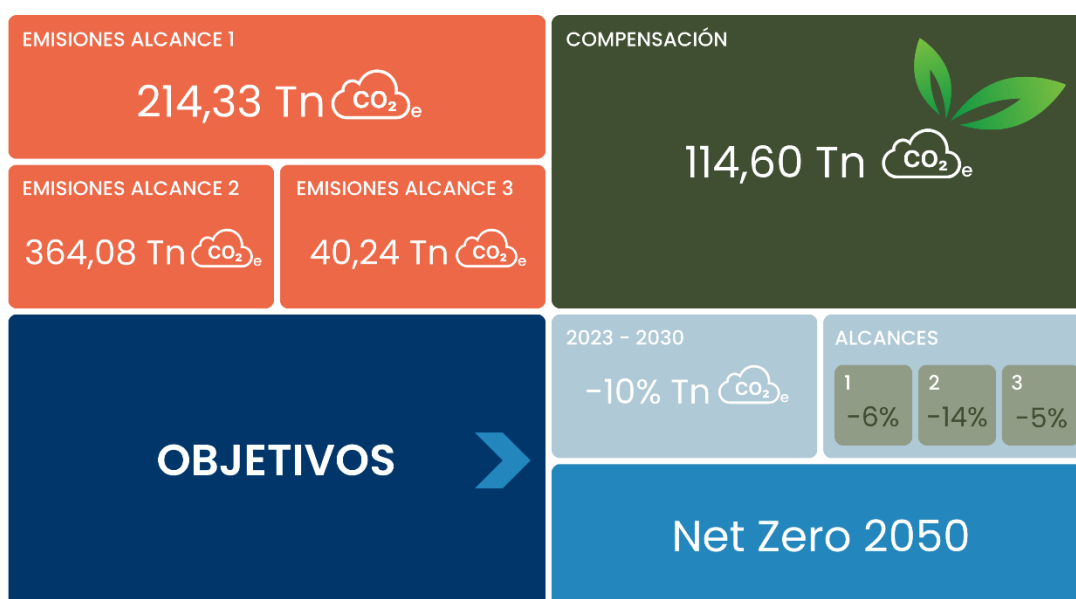 EMISIONES ALCANCE 1
214,33 Tn CO₂e
EMISIONES ALCANCE 2
364,08 Tn CO₂e
EMISIONES ALCANCE 3
40,24 Tn CO₂e
COMPENSACIÓN
114,60 Tn CO₂e
OBJETIVOS
2023 - 2030
-10% Tn CO₂e
ALCANCES
1
-6%
2
-14%
3
-5%
Net Zero 2050